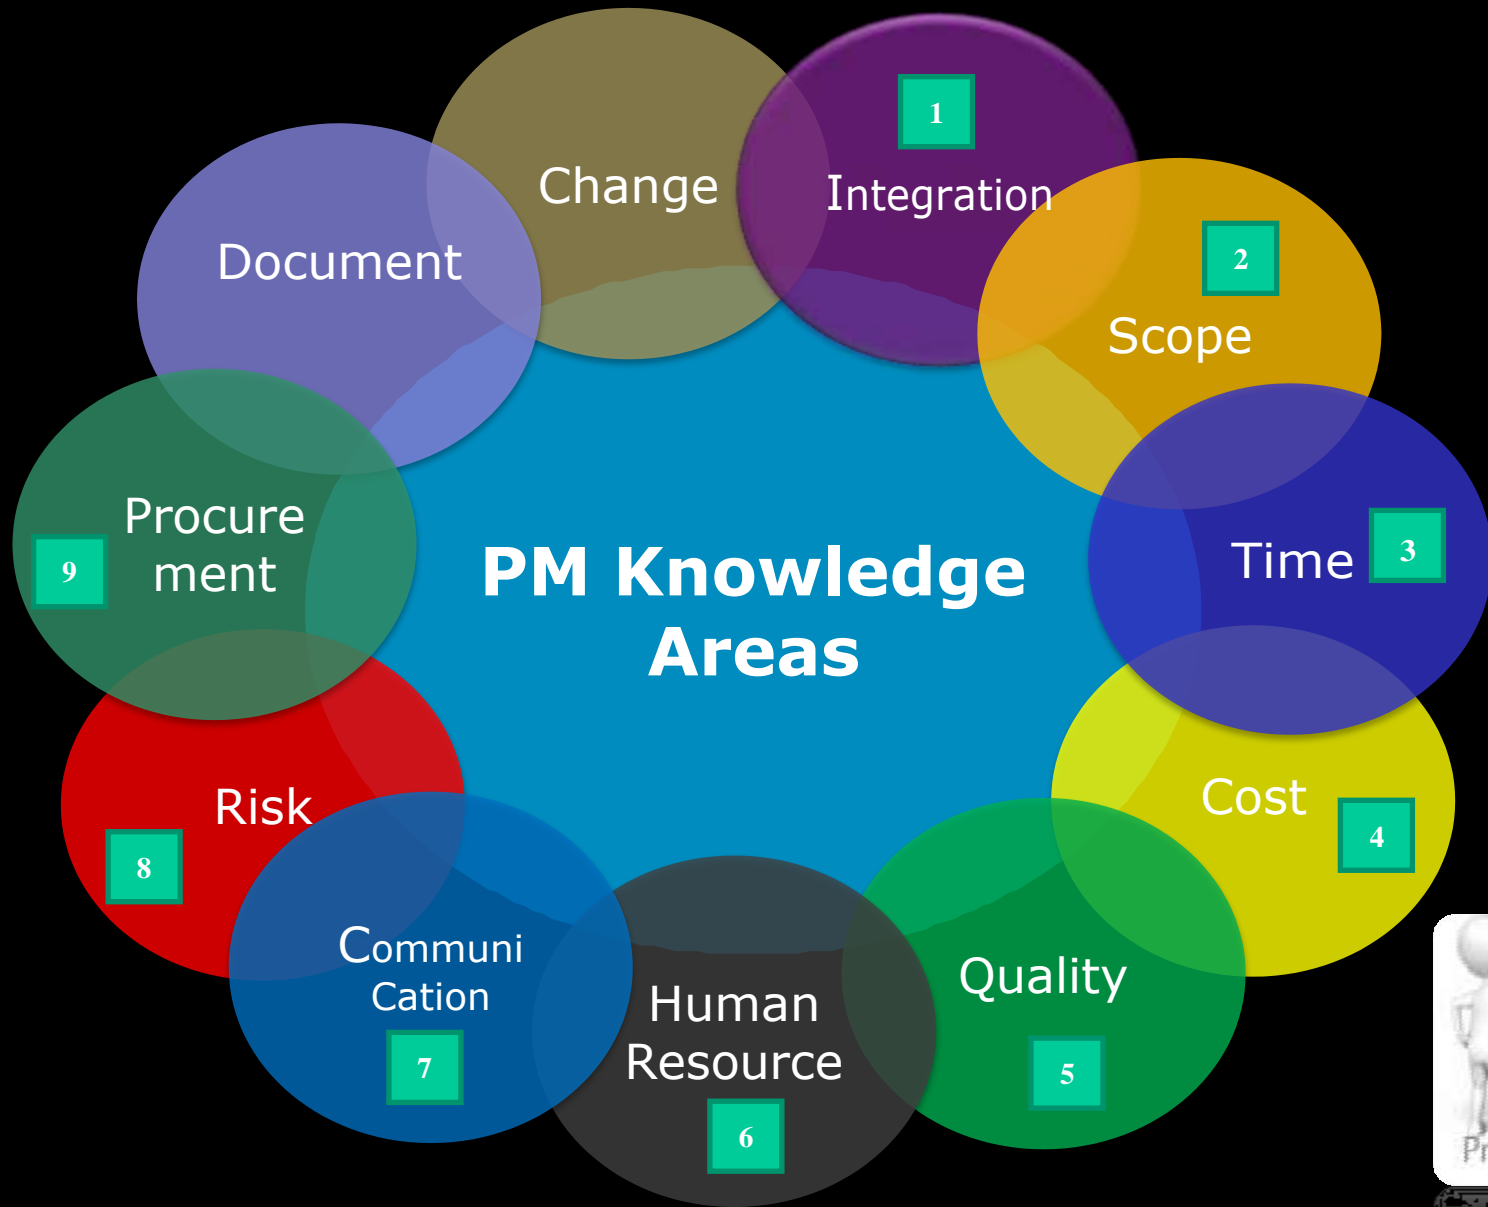 Change
1
Integration
2
Scope
Time
3
Cost
4
Quality
5
Human
Resource
6
Communi
Cation
7
Risk
8
Procure
ment
9
Document
PM Knowledge
Areas
Pr